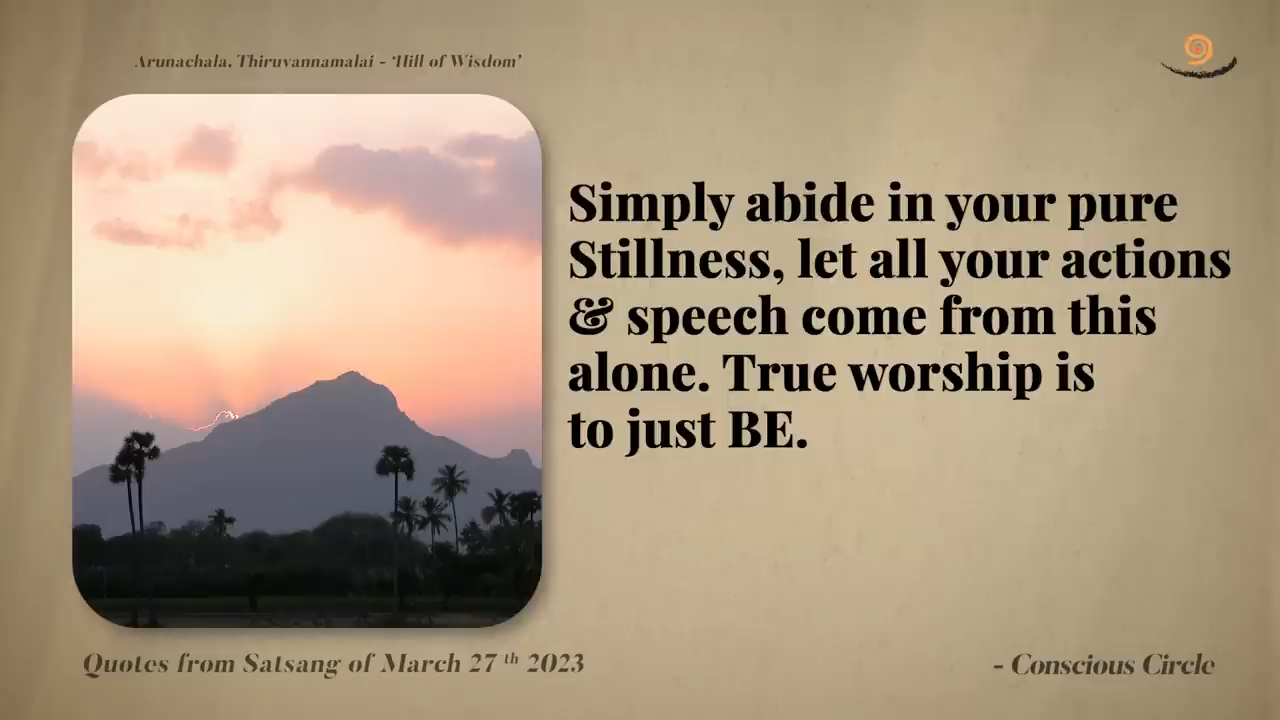 Arunachala, Thiruvannamalai - 'Hill of Wisdom'
Simply abide in your pure
Stillness, let all your actions
& speech come from this
alone. True worship is
to just BE.
Quotes from Satsang of March 27 th 2023
- Conscious Circle